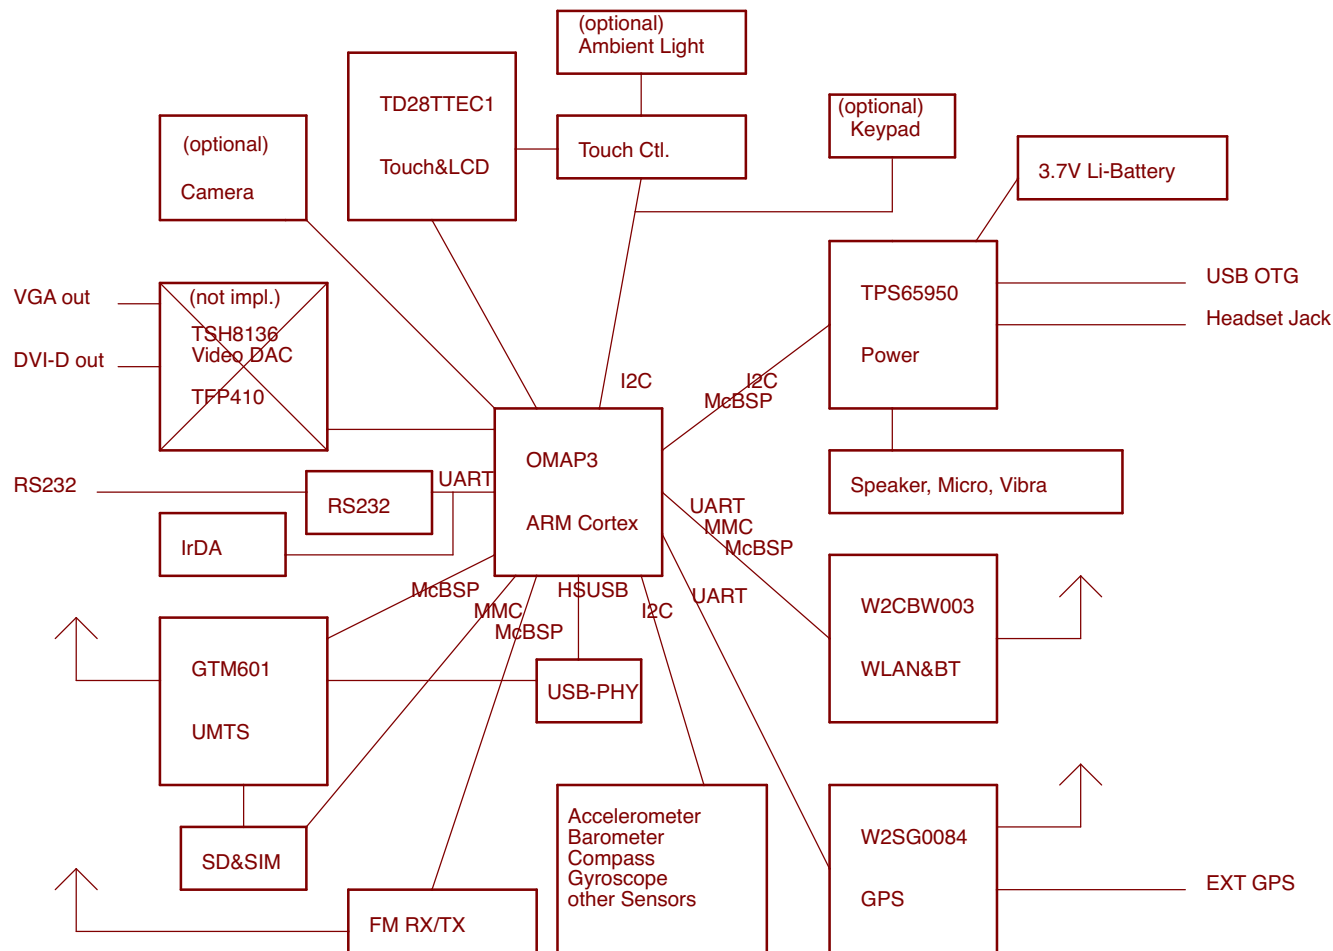 (optional)
Ambient Light
TD28TTEC1
Touch&LCD
Touch Ctl.
(optional)
Keypad
(optional)
Camera
3.7V Li-Battery
VGA out
DVI-D out
(not impl.)
TSH8136
Video DAC
TFP410
TPS65950
Power
USB OTG
Headset Jack
I2C
I2C
McBSP
OMAP3
ARM Cortex
RS232
RS232
UART
IrDA
Speaker, Micro, Vibra
UART
MMC
McBSP
McBSP
MMC
McBSP
HSUSB
I2C
UART
W2CBW003
WLAN&BT
GTM601
UMTS
USB-PHY
SD&SIM
Accelerometer
Barometer
Compass
Gyroscope
other Sensors
W2SG0084
GPS
EXT GPS
FM RX/TX